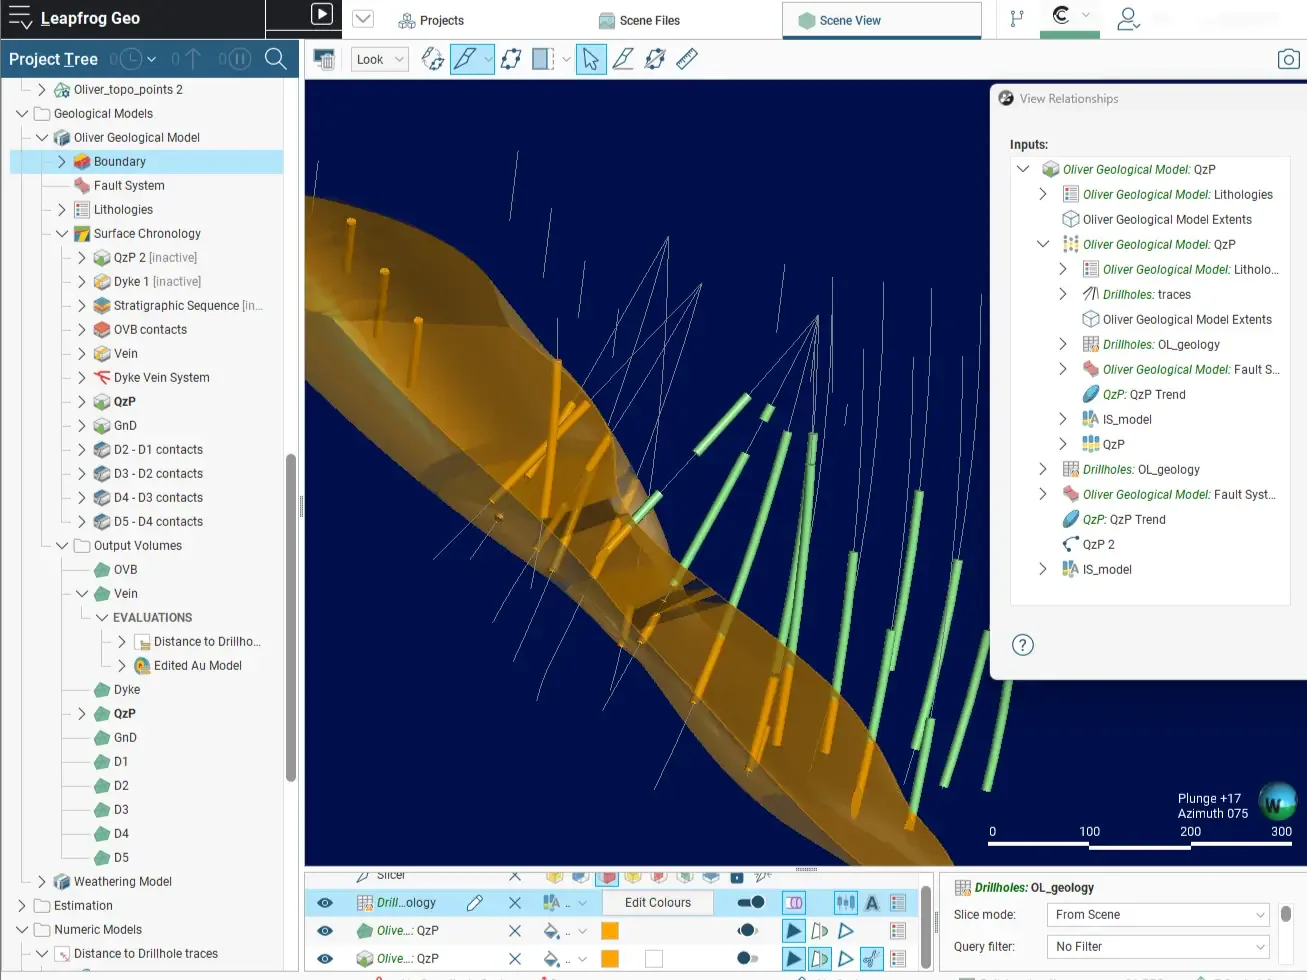 Leapfrog Geo
Projects
Scene Files
Scene View
Project Tree
0
0
0
Look
Oliver_topo_points 2
Geological Models
Oliver Geological Model
Boundary
Fault System
Lithologies
Surface Chronology
QzP 2 [inactive]
Dyke 1 [inactive]
Stratigraphic Sequence [in...
OVB contacts
Vein
Dyke Vein System
QzP
GnD
D2 - D1 contacts
D3 - D2 contacts
D4 - D3 contacts
D5 - D4 contacts
Output Volumes
OVB
Vein
EVALUATIONS
Distance to Drillho...
Edited Au Model
Dyke
QzP
GnD
D1
D2
D3
D4
D5
Weathering Model
Estimation
Numeric Models
Distance to Drillhole traces
View Relationships
Inputs:
Oliver Geological Model: QzP
Oliver Geological Model: Lithologies
Oliver Geological Model Extents
Oliver Geological Model: QzP
Oliver Geological Model: Litholo...
Drillholes: traces
Oliver Geological Model Extents
Drillholes: OL_geology
Oliver Geological Model: Fault S...
QzP: QzP Trend
IS_model
QzP
Drillholes: OL_geology
Oliver Geological Model: Fault Syst...
QzP: QzP Trend
QzP 2
IS_model
?
Plunge +17
Azimuth 075
W
0 100 200 300
Slicer
Drill...ology
..
Edit Colours
A
Olive...: QzP
..
Olive...: QzP
..
Drillholes: OL_geology
Slice mode: From Scene
Query filter: No Filter